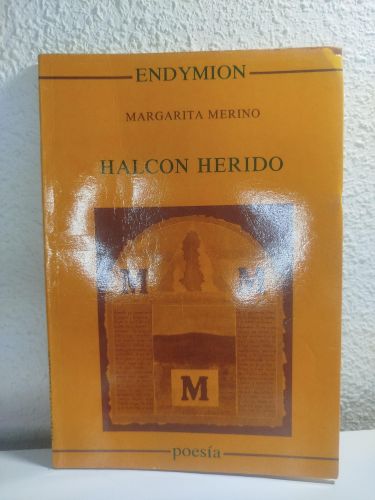 ENDYMION
MARGARITA MERINO
HALCON HERIDO
M M
M
poesía